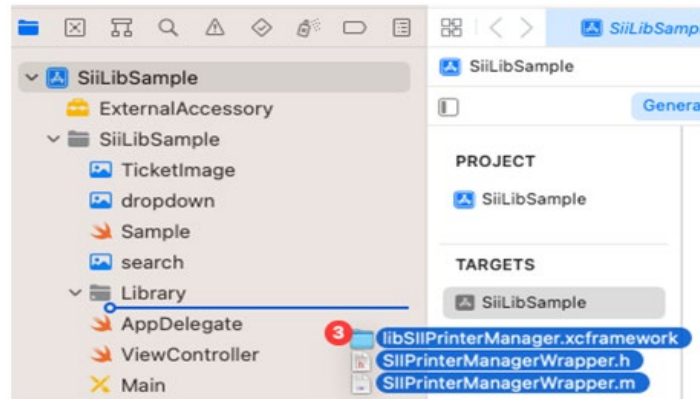 SiiLibSample
ExternalAccessory
SiiLibSample
TicketImage
dropdown
Sample
search
Library
AppDelegate
ViewController
Main
SiiLibSamp
SiiLibSample
Genera
PROJECT
SiiLibSample
TARGETS
SiiLibSample
3
libSIIPrinterManager.xcframework
SIIPrinterManagerWrapper.h
SIIPrinterManagerWrapper.m